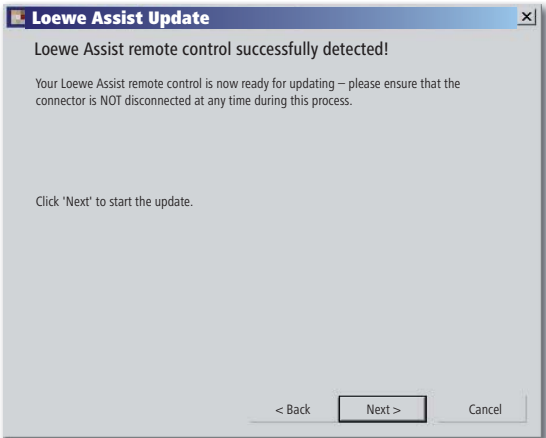 Loewe Assist Update
Loewe Assist remote control successfully detected!
Your Loewe Assist remote control is now ready for updating – please ensure that the
connector is NOT disconnected at any time during this process.
Click 'Next' to start the update.
< Back Next > Cancel